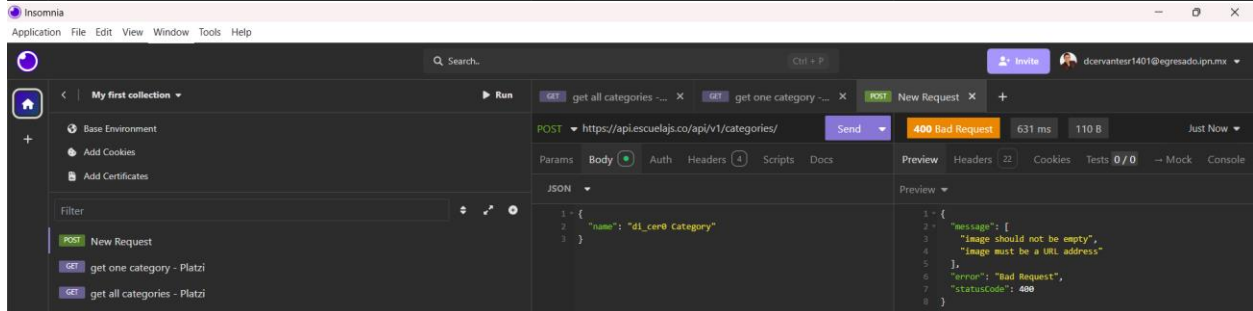 Insomnia
Application File Edit View Window Tools Help
Search.. Ctrl + P Invite dcervantesr1401@egresado.ipn.mx
My first collection Run
GET get all categories -... GET get one category -... POST New Request
Base Environment
Add Cookies
Add Certificates
POST https://api.escuelajs.co/api/v1/categories/ Send
400 Bad Request 631 ms 110 B Just Now
Params Body Auth Headers 4 Scripts Docs
Preview Headers 22 Cookies Tests 0 / 0 → Mock Console
JSON
Preview
Filter
POST New Request
GET get one category - Platzi
GET get all categories - Platzi
1 {
2 "name": "di_cer0 Category"
3 }
1 {
2 "message": [
3 "image should not be empty",
4 "image must be a URL address"
5 ],
6 "error": "Bad Request",
7 "statusCode": 400
8 }